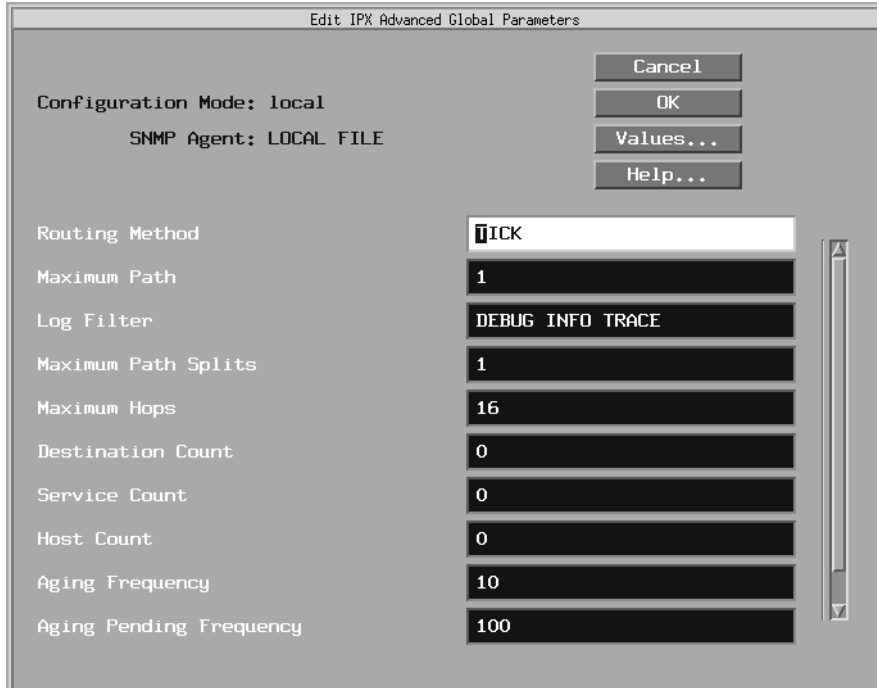 Edit IPX Advanced Global Parameters
Cancel
Configuration Mode: local
OK
SNMP Agent: LOCAL FILE
Values...
Help...
Routing Method TICK
Maximum Path 1
Log Filter DEBUG INFO TRACE
Maximum Path Splits 1
Maximum Hops 16
Destination Count 0
Service Count 0
Host Count 0
Aging Frequency 10
Aging Pending Frequency 100